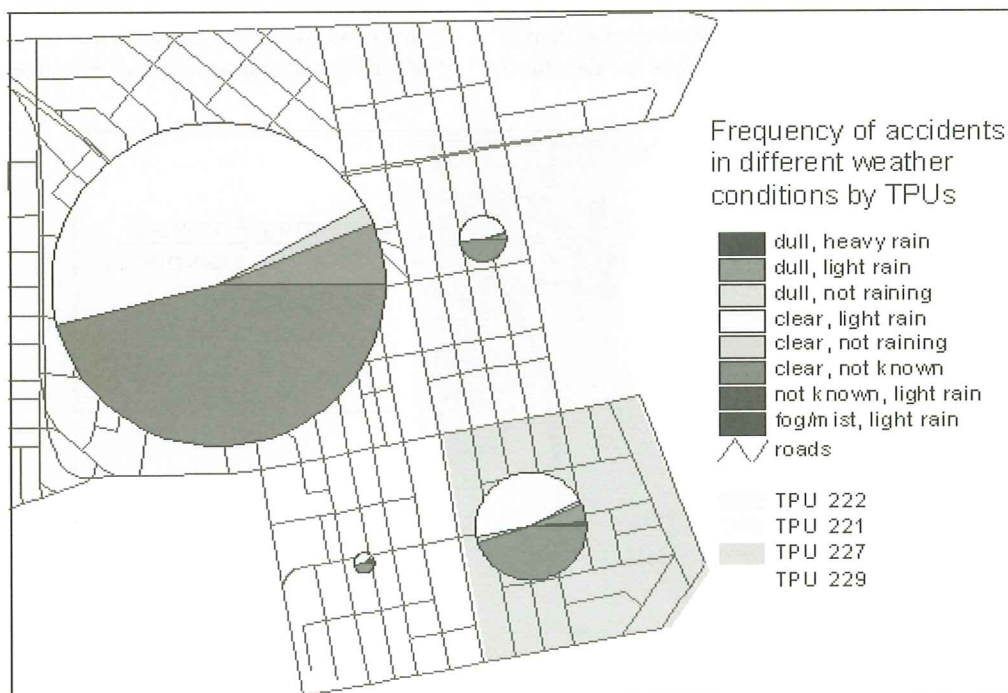 Frequency of accidents
in different weather
conditions by TPUs
dull, heavy rain
dull, light rain
dull, not raining
clear, light rain
clear, not raining
clear, not known
not known, light rain
fog/mist, light rain
roads
TPU 222
TPU 221
TPU 227
TPU 229